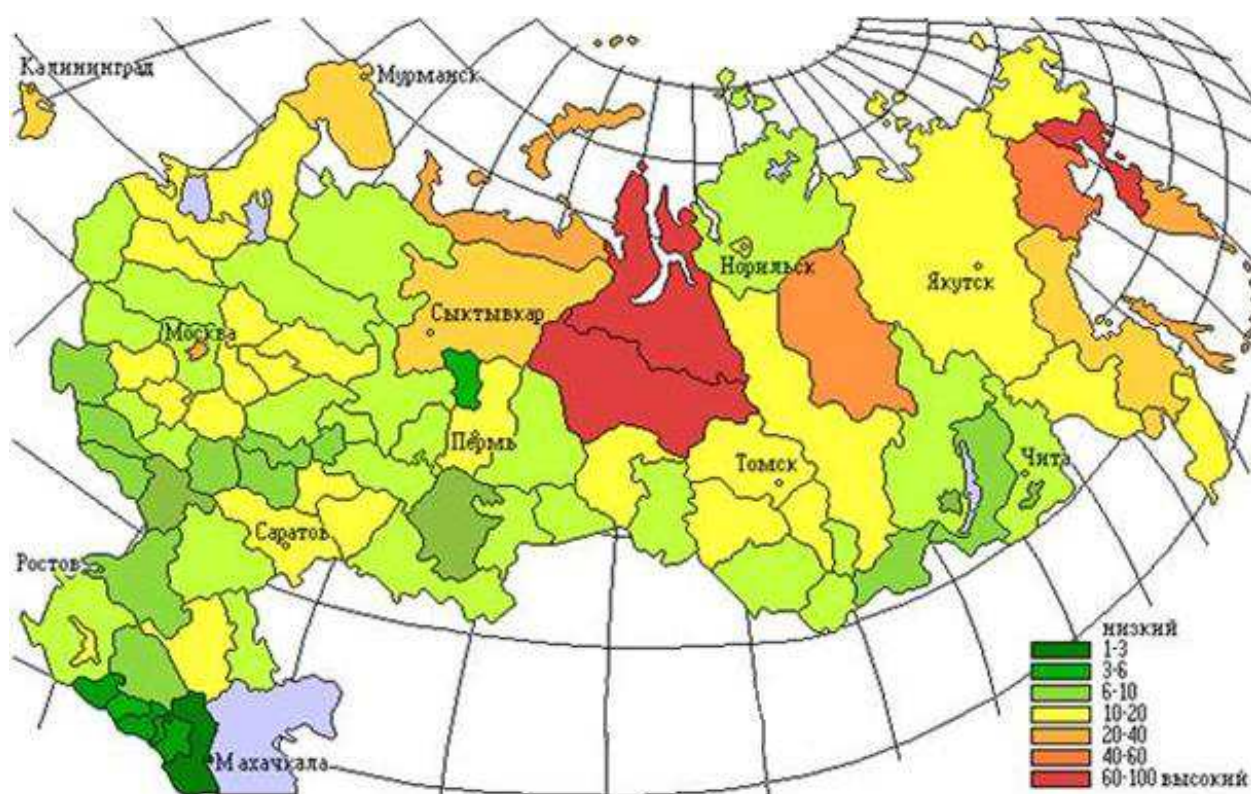 Калининград
Мурманск
Норильск
Якутск
Сыктывкар
Москва
Пермь
Томск
Чита
Саратов
Ростов
Махачкала
низкий
1-3
3-6
6-10
10-20
20-40
40-60
60-100 высокий